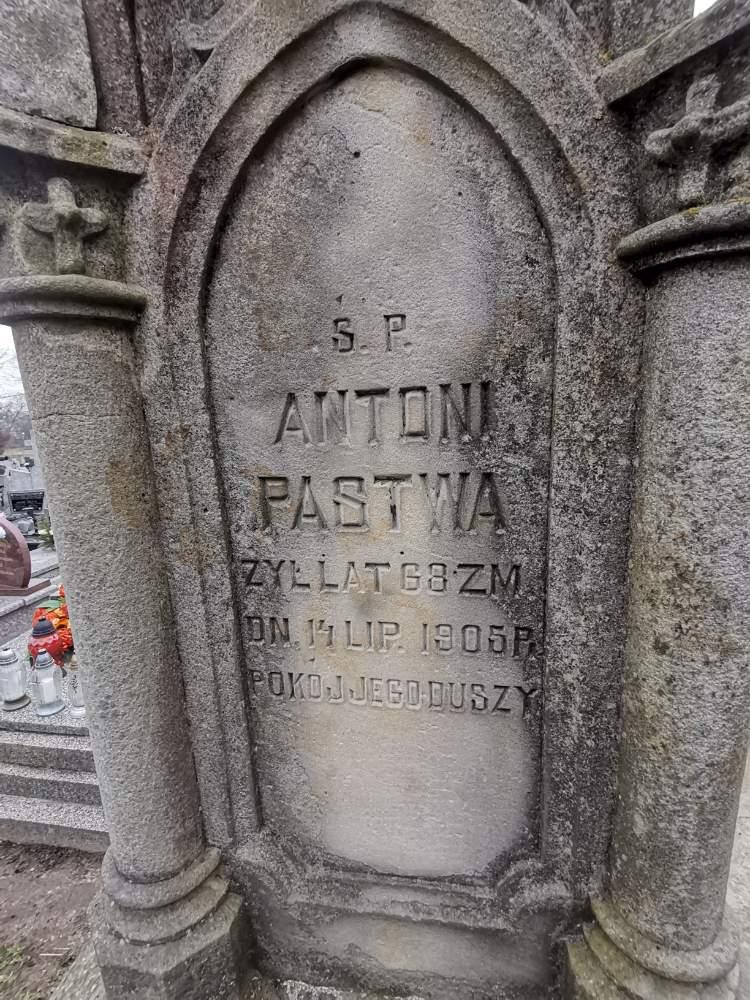 Ś. P.
ANTONI
PASTWA
ŻYŁ LAT 68 ZM
DN. 14 LIP. 1905 R.
POKÓJ JEGO DUSZY